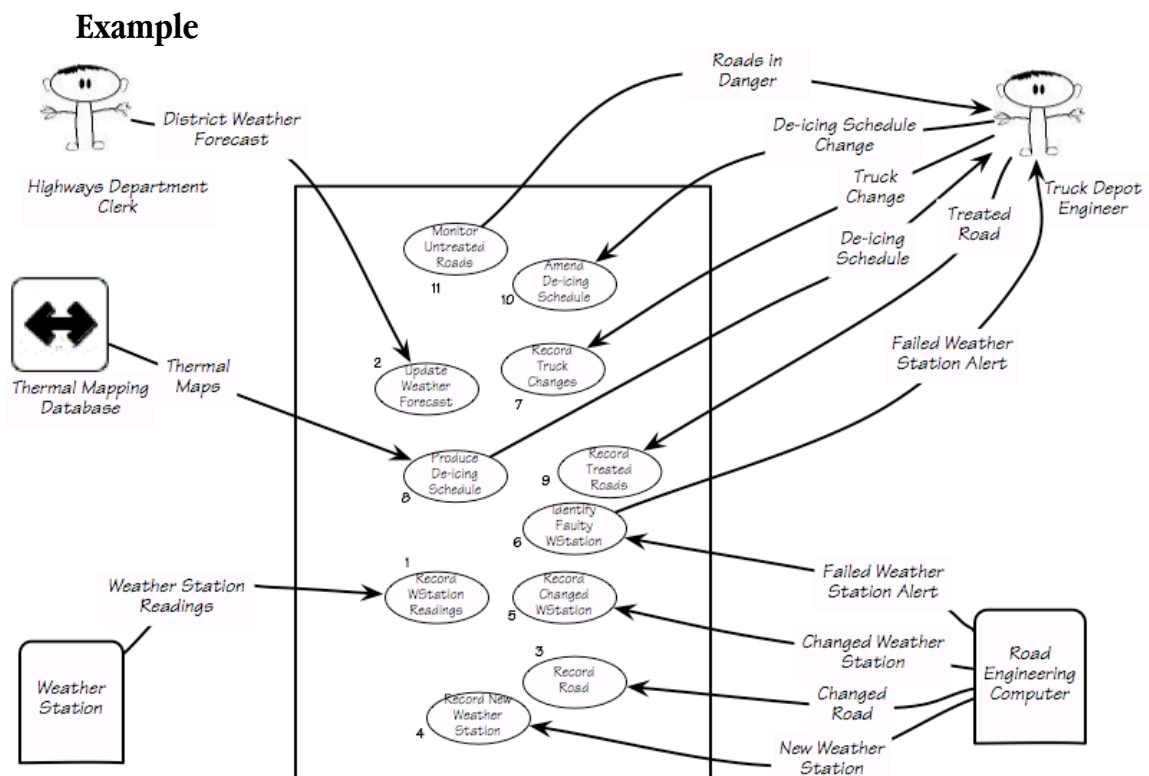 Example
Roads in
Danger
District Weather
Forecast
De-icing Schedule
Change
Highways Department
Clerk
Truck
Change
Treated
Road
Truck Depot
Engineer
De-icing
Schedule
Monitor
Untreated
Roads
11
Amend
De-icing
Schedule
10
Thermal
Maps
Thermal Mapping
Database
2
Update
Weather
Forecast
Record
Truck
Changes
7
Failed Weather
Station Alert
Produce
De-icing
Schedule
8
Record
Treated
Roads
9
Identify
Faulty
WStation
6
Weather Station
Readings
1
Record
WStation
Readings
Record
Changed
WStation
5
Failed Weather
Station Alert
Changed Weather
Station
Road
Engineering
Computer
Weather
Station
3
Record
Road
Changed
Road
Record New
Weather
Station
4
New Weather
Station